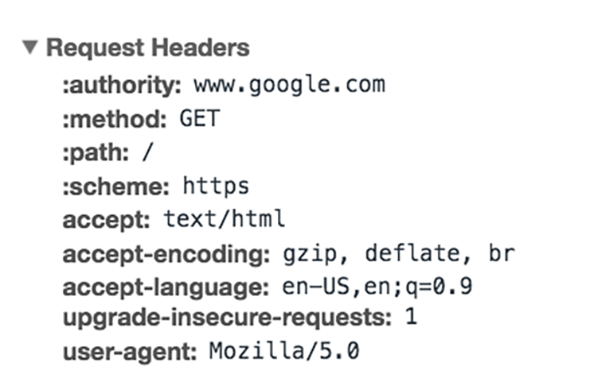 ▼ Request Headers
:authority: www.google.com
:method: GET
:path: /
:scheme: https
accept: text/html
accept-encoding: gzip, deflate, br
accept-language: en-US,en;q=0.9
upgrade-insecure-requests: 1
user-agent: Mozilla/5.0